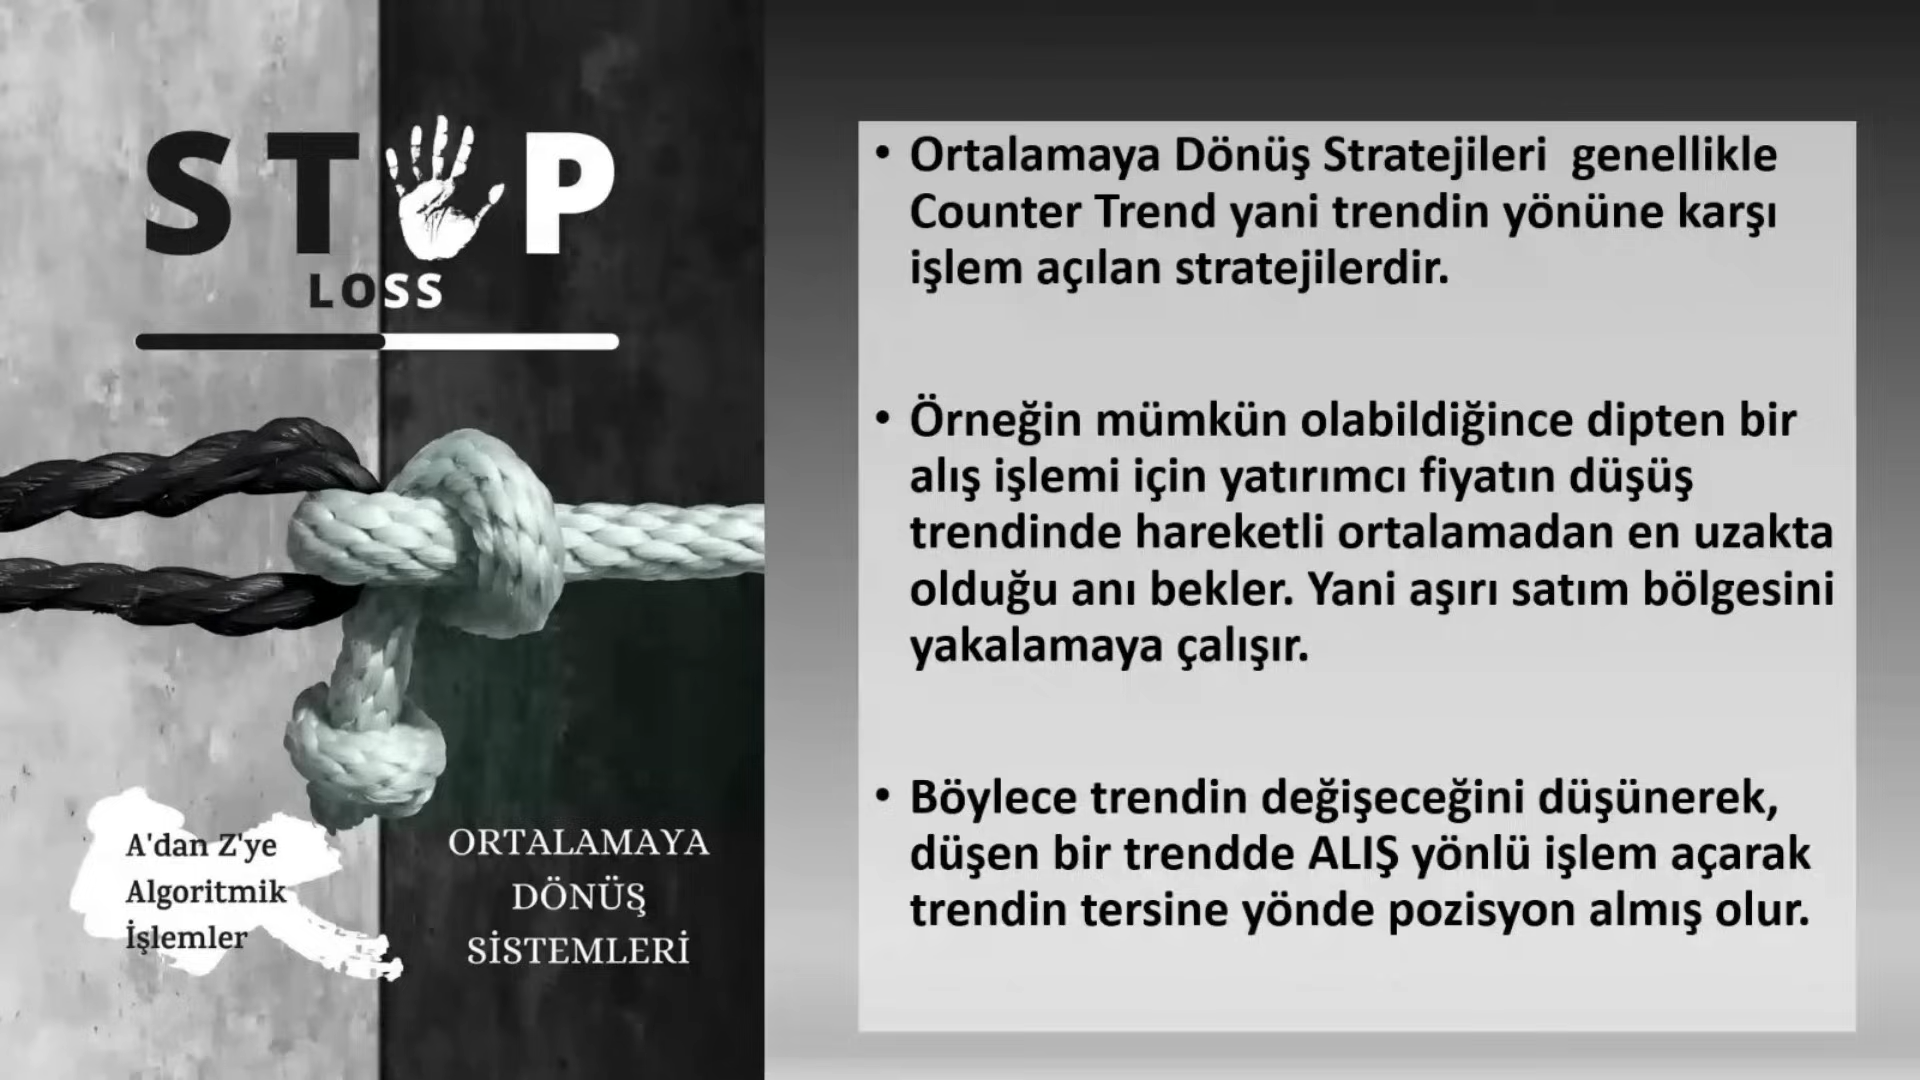 STOP
LOSS
A'dan Z'ye
Algoritmik
İşlemler
ORTALAMAYA
DÖNÜŞ
SİSTEMLERİ
• Ortalamaya Dönüş Stratejileri  genellikle
Counter Trend yani trendin yönüne karşı
işlem açılan stratejilerdir.
• Örneğin mümkün olabildiğince dipten bir
alış işlemi için yatırımcı fiyatın düşüş
trendinde hareketli ortalamadan en uzakta
olduğu anı bekler. Yani aşırı satım bölgesini
yakalamaya çalışır.
• Böylece trendin değişeceğini düşünerek,
düşen bir trendde ALIŞ yönlü işlem açarak
trendin tersine yönde pozisyon almış olur.